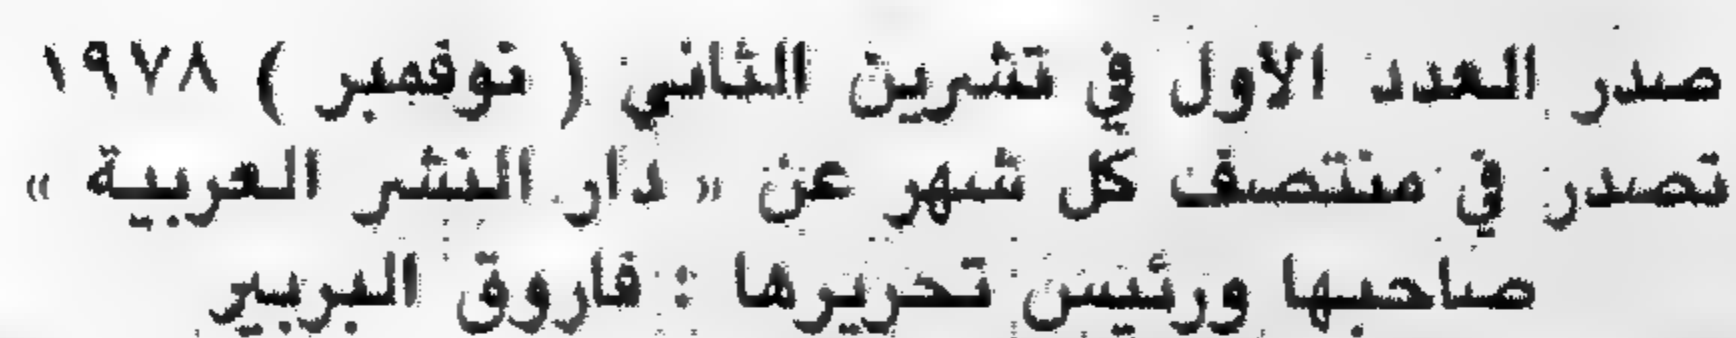 صدر العدد الأول في تشرين الثاني ( نوفمبر ) ١٩٧٨
تصدر في منتصف كل شهر عن « دار النشر العربية »
صاحبها ورئيس تحريرها : فاروق البربير